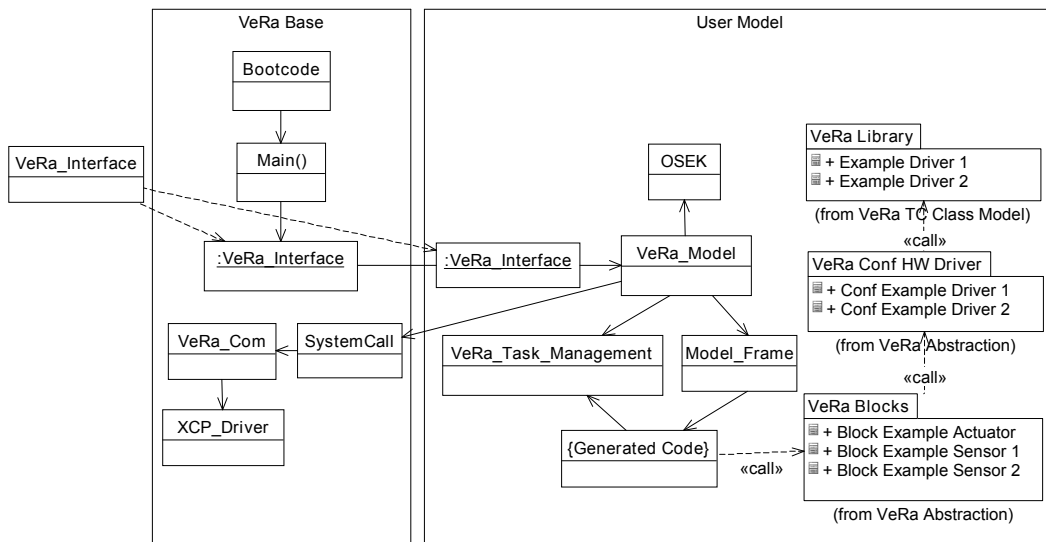 VeRa Base
User Model
Bootcode
VeRa_Interface
Main()
OSEK
VeRa Library
+ Example Driver 1
+ Example Driver 2
(from VeRa TC Class Model)
«call»
:VeRa_Interface
:VeRa_Interface
VeRa_Model
VeRa Conf HW Driver
+ Conf Example Driver 1
+ Conf Example Driver 2
(from VeRa Abstraction)
«call»
VeRa_Com
SystemCall
VeRa_Task_Management
Model_Frame
XCP_Driver
{Generated Code}
«call»
VeRa Blocks
+ Block Example Actuator
+ Block Example Sensor 1
+ Block Example Sensor 2
(from VeRa Abstraction)